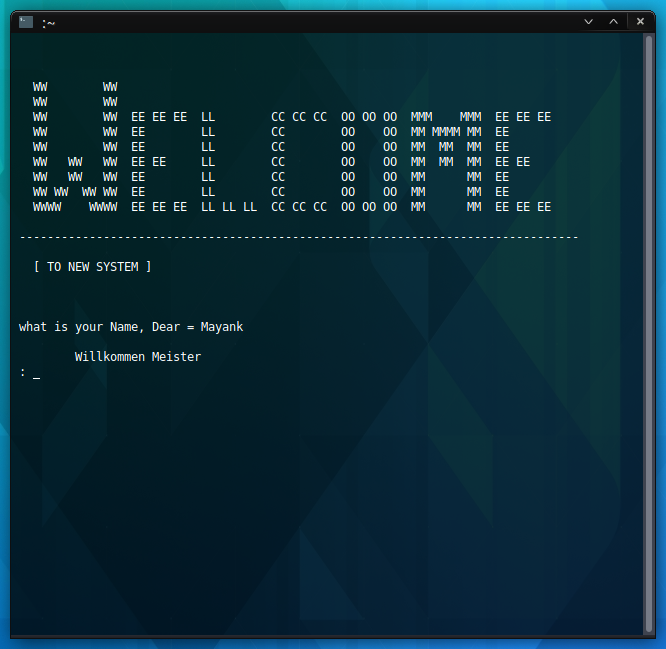 :~
WW        WW
WW        WW
WW        WW  EE EE EE  LL        CC CC CC  OO OO OO  MMM    MMM  EE EE EE
WW        WW  EE        LL        CC        OO    OO  MM MMMM MM  EE
WW        WW  EE        LL        CC        OO    OO  MM  MM  MM  EE
WW   WW   WW  EE EE     LL        CC        OO    OO  MM  MM  MM  EE EE
WW   WW   WW  EE        LL        CC        OO    OO  MM      MM  EE
WW WW  WW WW  EE        LL        CC        OO    OO  MM      MM  EE
WWWW    WWWW  EE EE EE  LL LL LL  CC CC CC  OO OO OO  MM      MM  EE EE EE
--------------------------------------------------------------------------------
[ TO NEW SYSTEM ]
what is your Name, Dear = Mayank
Willkommen Meister
: _